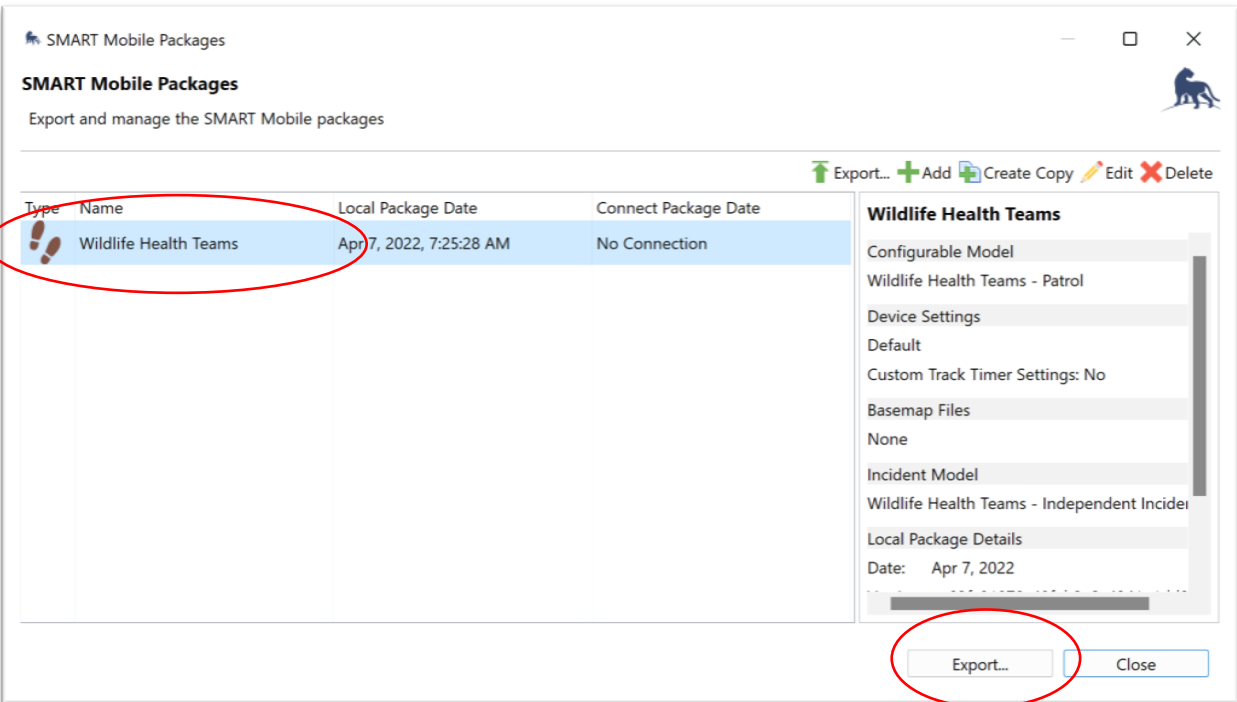 SMART Mobile Packages
SMART Mobile Packages
Export and manage the SMART Mobile packages
Export... Add Create Copy Edit Delete
Type Name Local Package Date Connect Package Date
Wildlife Health Teams Apr 7, 2022, 7:25:28 AM No Connection
Wildlife Health Teams
Configurable Model
Wildlife Health Teams - Patrol
Device Settings
Default
Custom Track Timer Settings: No
Basemap Files
None
Incident Model
Wildlife Health Teams - Independent Incider
Local Package Details
Date: Apr 7, 2022
Export... Close